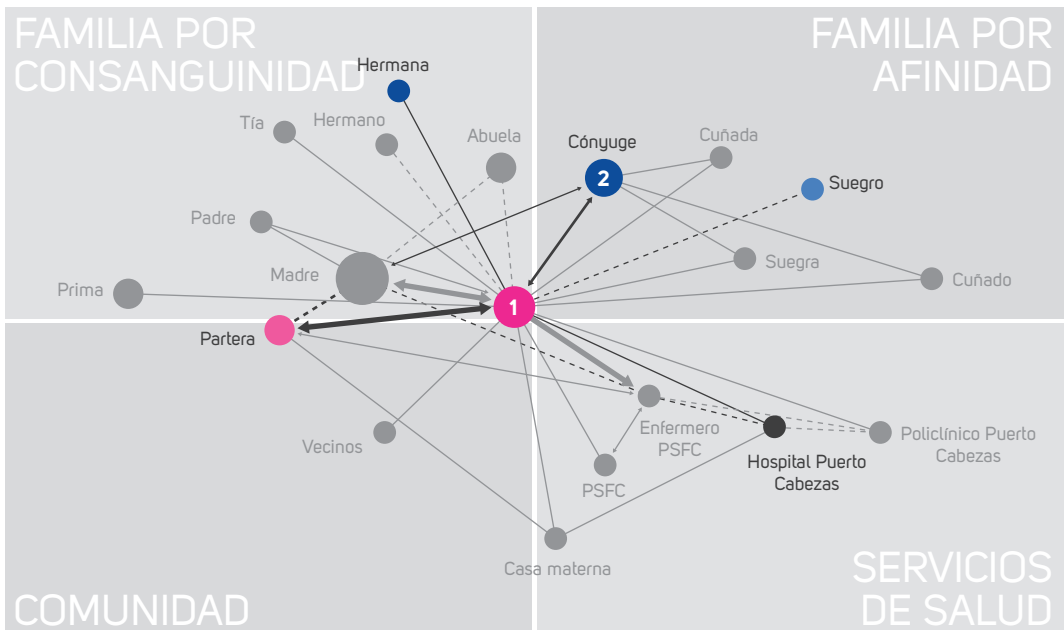 FAMILIA POR
CONSANGUINIDAD
FAMILIA POR
AFINIDAD
Hermana
Tía
Hermano
Abuela
Cónyuge
Cuñada
2
Suegro
Padre
Madre
Suegra
Prima
Cuñado
1
Partera
Vecinos
Enfermero
PSFC
PSFC
Hospital Puerto
Cabezas
Policlínico Puerto
Cabezas
Casa materna
COMUNIDAD
SERVICIOS
DE SALUD